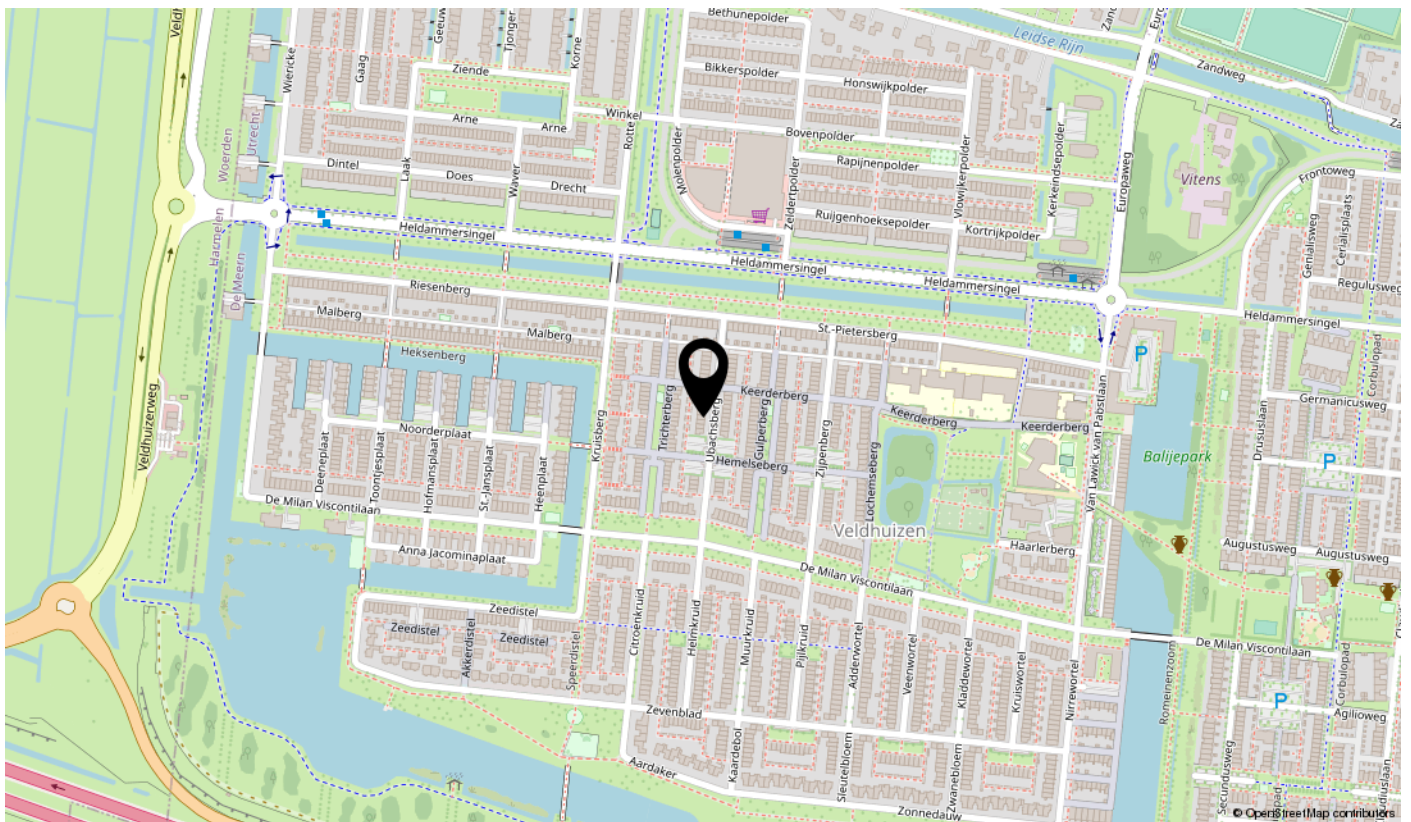 Bethunepolder
Leidse Rijn
Zandweg
Bikkerspolder
Honswijkpolder
Ziende
Korne
Tjonger
Gaag
Wiericke
Arne
Arne
Winkel
Rotte
Bovenpolder
Rapijnenpolder
Molenpolder
Zeldertpolder
Vlowijkerpolder
Kerkeindsepolder
Europaweg
Vitens
Frontoweg
Woerden
Utrecht
Dintel
Does
Drecht
Laak
Waver
Ruijgenhoeksepolder
Kortrijkpolder
Genialisweg
Cerialisplaats
Regulusweg
Harmelen
De Meern
Heldammersingel
Heldammersingel
Heldammersingel
Heldammersingel
Riesenberg
Malberg
Malberg
St.-Pietersberg
Heksenberg
P
Keerderberg
Keerderberg
Keerderberg
Trichterberg
Ubachsberg
Gulperberg
Zijpenberg
Lochemseberg
Hemelseberg
Kruisberg
Noorderplaat
Deeneplaat
Toontjesplaat
Hofmansplaat
St.-Jansplaat
Heenplaat
Veldhuizerweg
De Milan Viscontilaan
Anna Jacominaplaat
Veldhuizen
Van Lawick van Pabstlaan
Balijepark
Drususlaan
Germanicusweg
Corbulopad
P
Haarlerberg
Augustusweg
Augustusweg
De Milan Viscontilaan
De Milan Viscontilaan
Zeedistel
Zeedistel
Zeedistel
Akkerdistel
Speerdistel
Citroenkruid
Helmkruid
Muurkruid
Pijlkruid
Adderwortel
Veenwortel
Kladdewortel
Kruiswortel
Nirrewortel
Romeinenzoom
Corbulopad
P
Agilioweg
Zevenblad
Aardaker
Kaardebol
Sleutelbloem
Zwanebloem
Zonnedauw
Secundusweg
© OpenStreetMap contributors